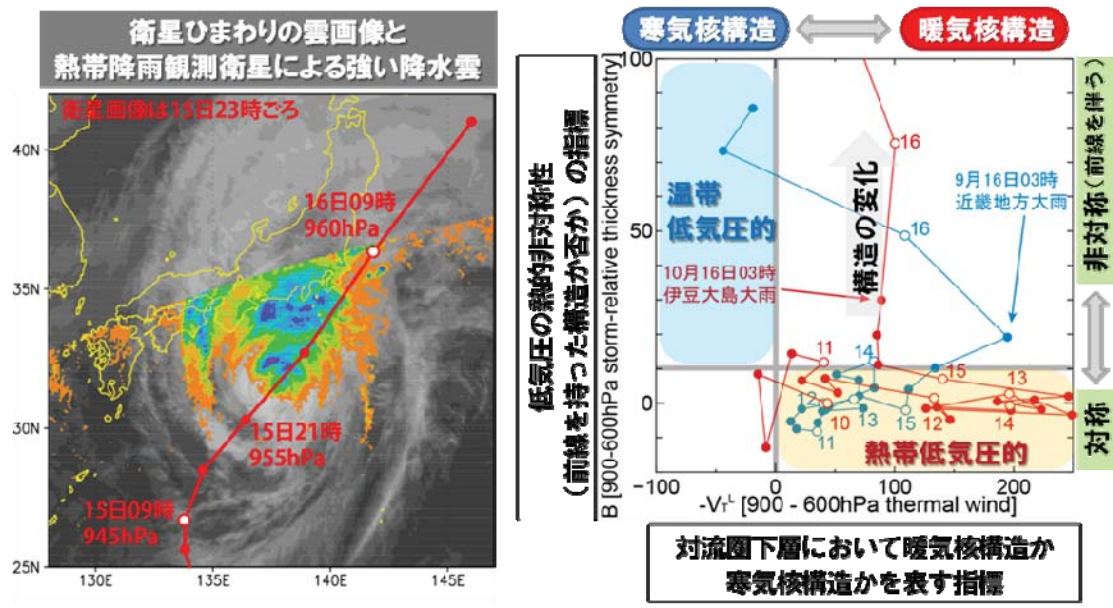 衛星ひまわりの雲画像と
熱帯降雨観測衛星による強い降水雲
衛星画像は15日23時ごろ
16日09時
960hPa
15日21時
955hPa
15日09時
945hPa
40N
35N
30N
25N
130E
135E
140E
145E
低気圧の熱的非対称性
（前線を持った構造か否か）の指標
寒気核構造
暖気核構造
B [900-600hPa storm-relative thickness symmetry]
100
50
0
16
温帯
低気圧的
構造の変化
9月16日03時
近畿地方大雨
16
10月16日03時
伊豆大島大雨
11
14
15
13
12
10
13
15
12
14
11
熱帯低気圧的
-100
0
100
200
-VTL [900 - 600hPa thermal wind]
非対称(前線を伴う)
対称
対流圏下層において暖気核構造か
寒気核構造かを表す指標